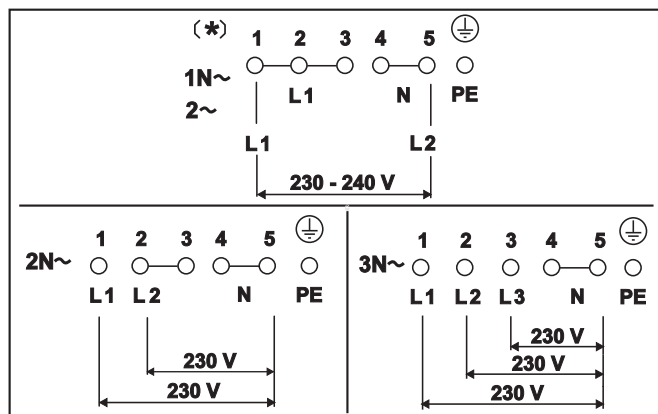 (*) 1 2 3 4 5
1N~ L1 N PE
2~
L1 L2
230 - 240 V
1 2 3 4 5
2N~
L1 L2 N PE
230 V
230 V
1 2 3 4 5
3N~
L1 L2 L3 N PE
230 V
230 V
230 V